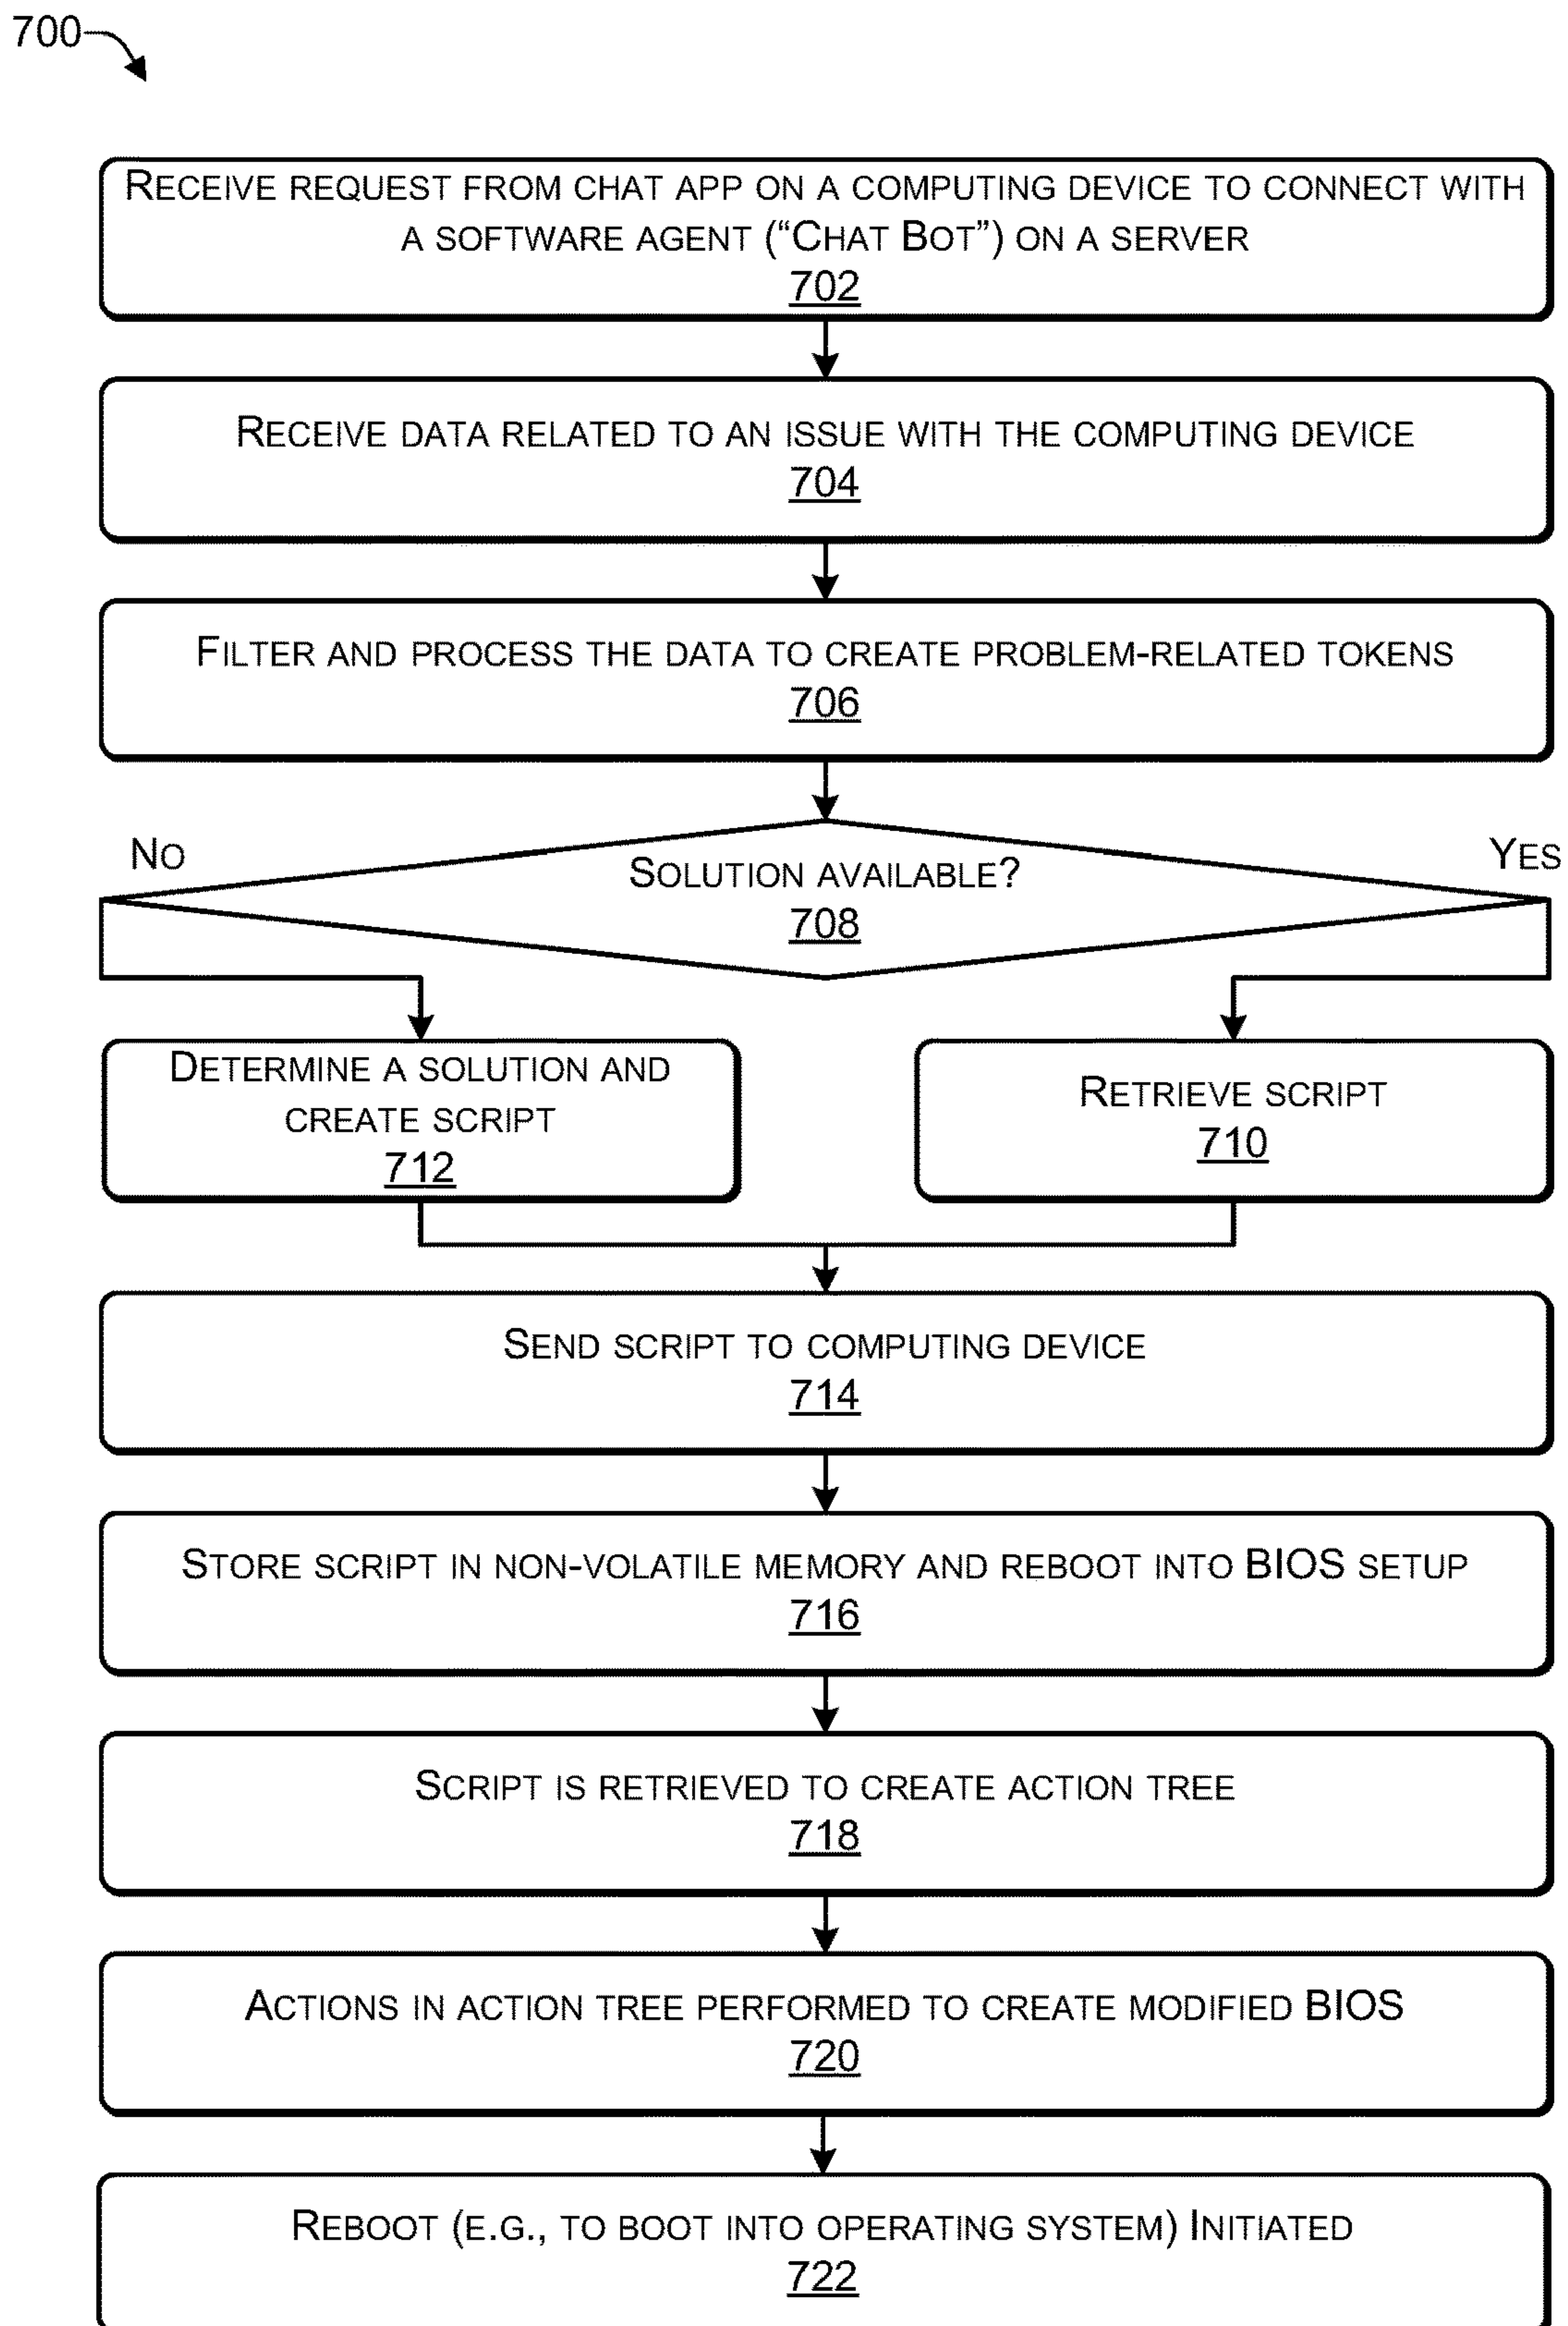 700
RECEIVE REQUEST FROM CHAT APP ON A COMPUTING DEVICE TO CONNECT WITH
A SOFTWARE AGENT (“CHAT BOT”) ON A SERVER
702
RECEIVE DATA RELATED TO AN ISSUE WITH THE COMPUTING DEVICE
704
FILTER AND PROCESS THE DATA TO CREATE PROBLEM-RELATED TOKENS
706
NO
YES
SOLUTION AVAILABLE?
708
DETERMINE A SOLUTION AND
CREATE SCRIPT
712
RETRIEVE SCRIPT
710
SEND SCRIPT TO COMPUTING DEVICE
714
STORE SCRIPT IN NON-VOLATILE MEMORY AND REBOOT INTO BIOS SETUP
716
SCRIPT IS RETRIEVED TO CREATE ACTION TREE
718
ACTIONS IN ACTION TREE PERFORMED TO CREATE MODIFIED BIOS
720
REBOOT (E.G., TO BOOT INTO OPERATING SYSTEM) INITIATED
722